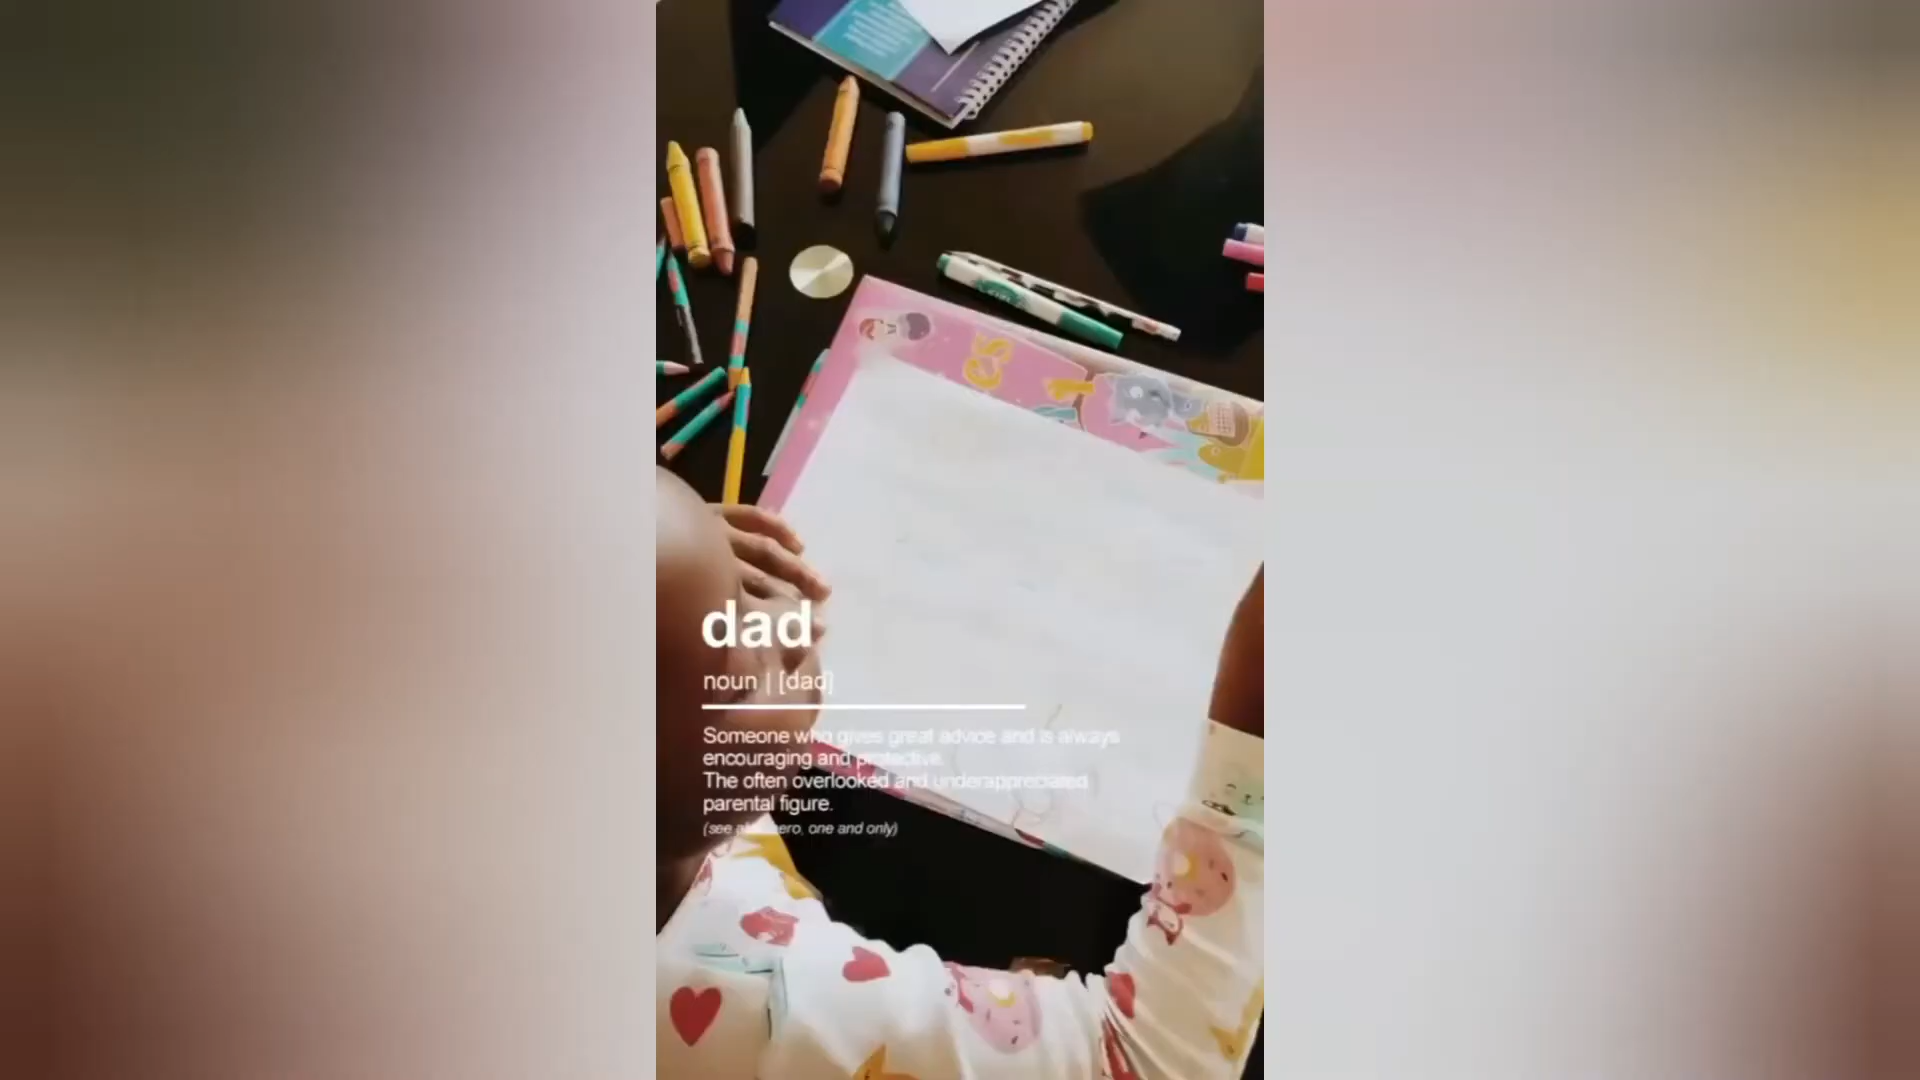 dad
noun | [dad]
Someone who gives great advice and is always
encouraging and protective.
The often overlooked and underappreciated
parental figure.
(see also hero, one and only)